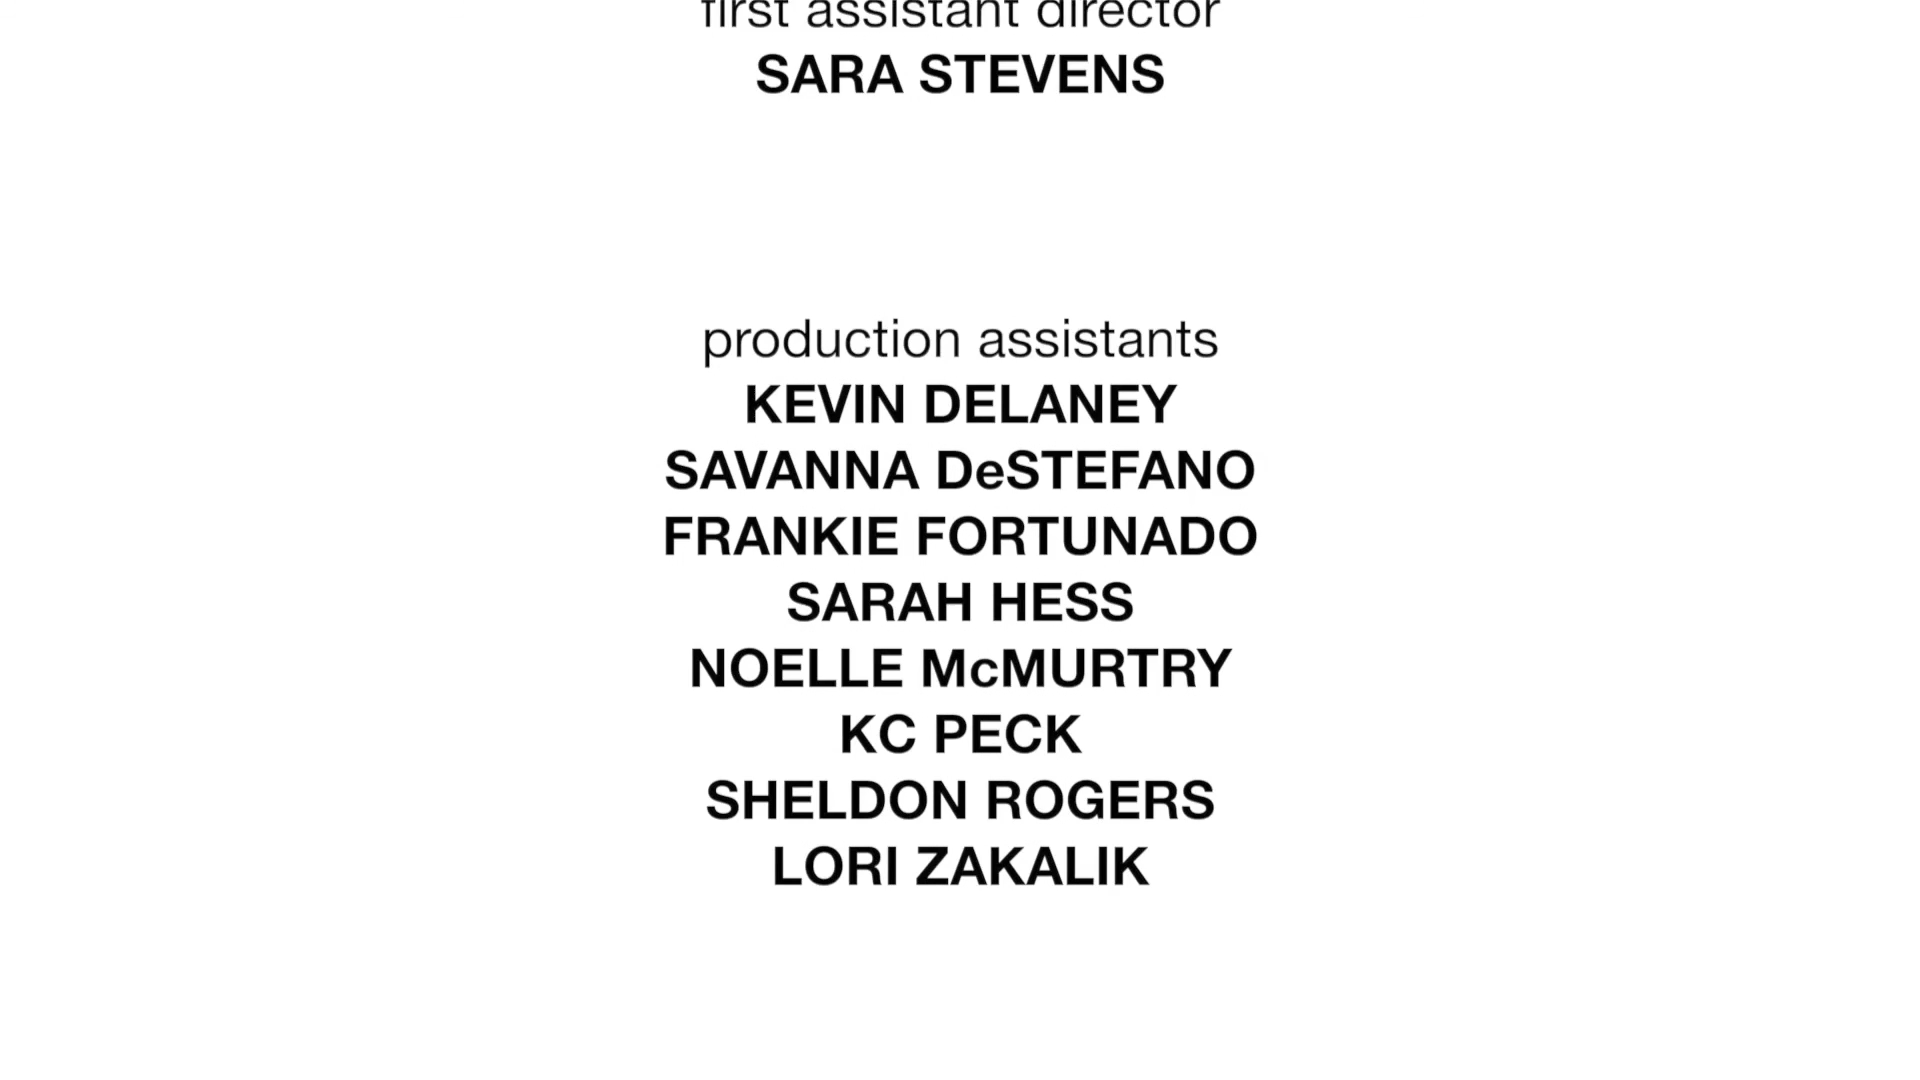 first assistant director
SARA STEVENS
production assistants
KEVIN DELANEY
SAVANNA DeSTEFANO
FRANKIE FORTUNADO
SARAH HESS
NOELLE McMURTRY
KC PECK
SHELDON ROGERS
LORI ZAKALIK